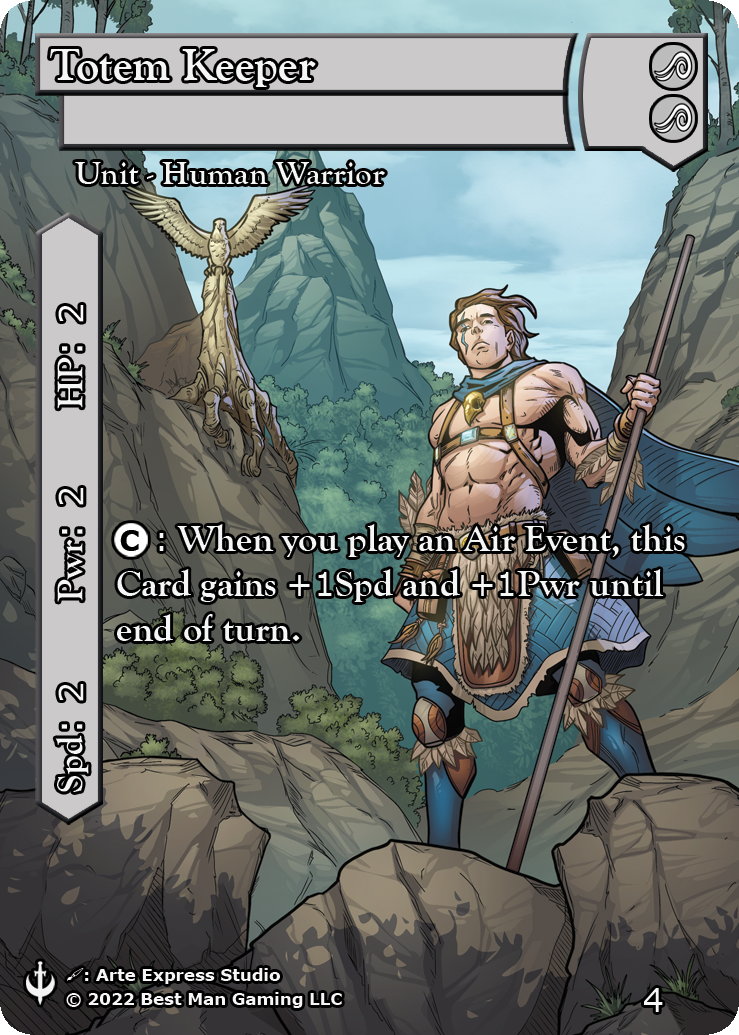 Totem Keeper
Unit - Human Warrior
HP: 2
Pwr: 2
Spd: 2
C: When you play an Air Event, this
Card gains +1Spd and +1Pwr until
end of turn.
: Arte Express Studio
© 2022 Best Man Gaming LLC
4